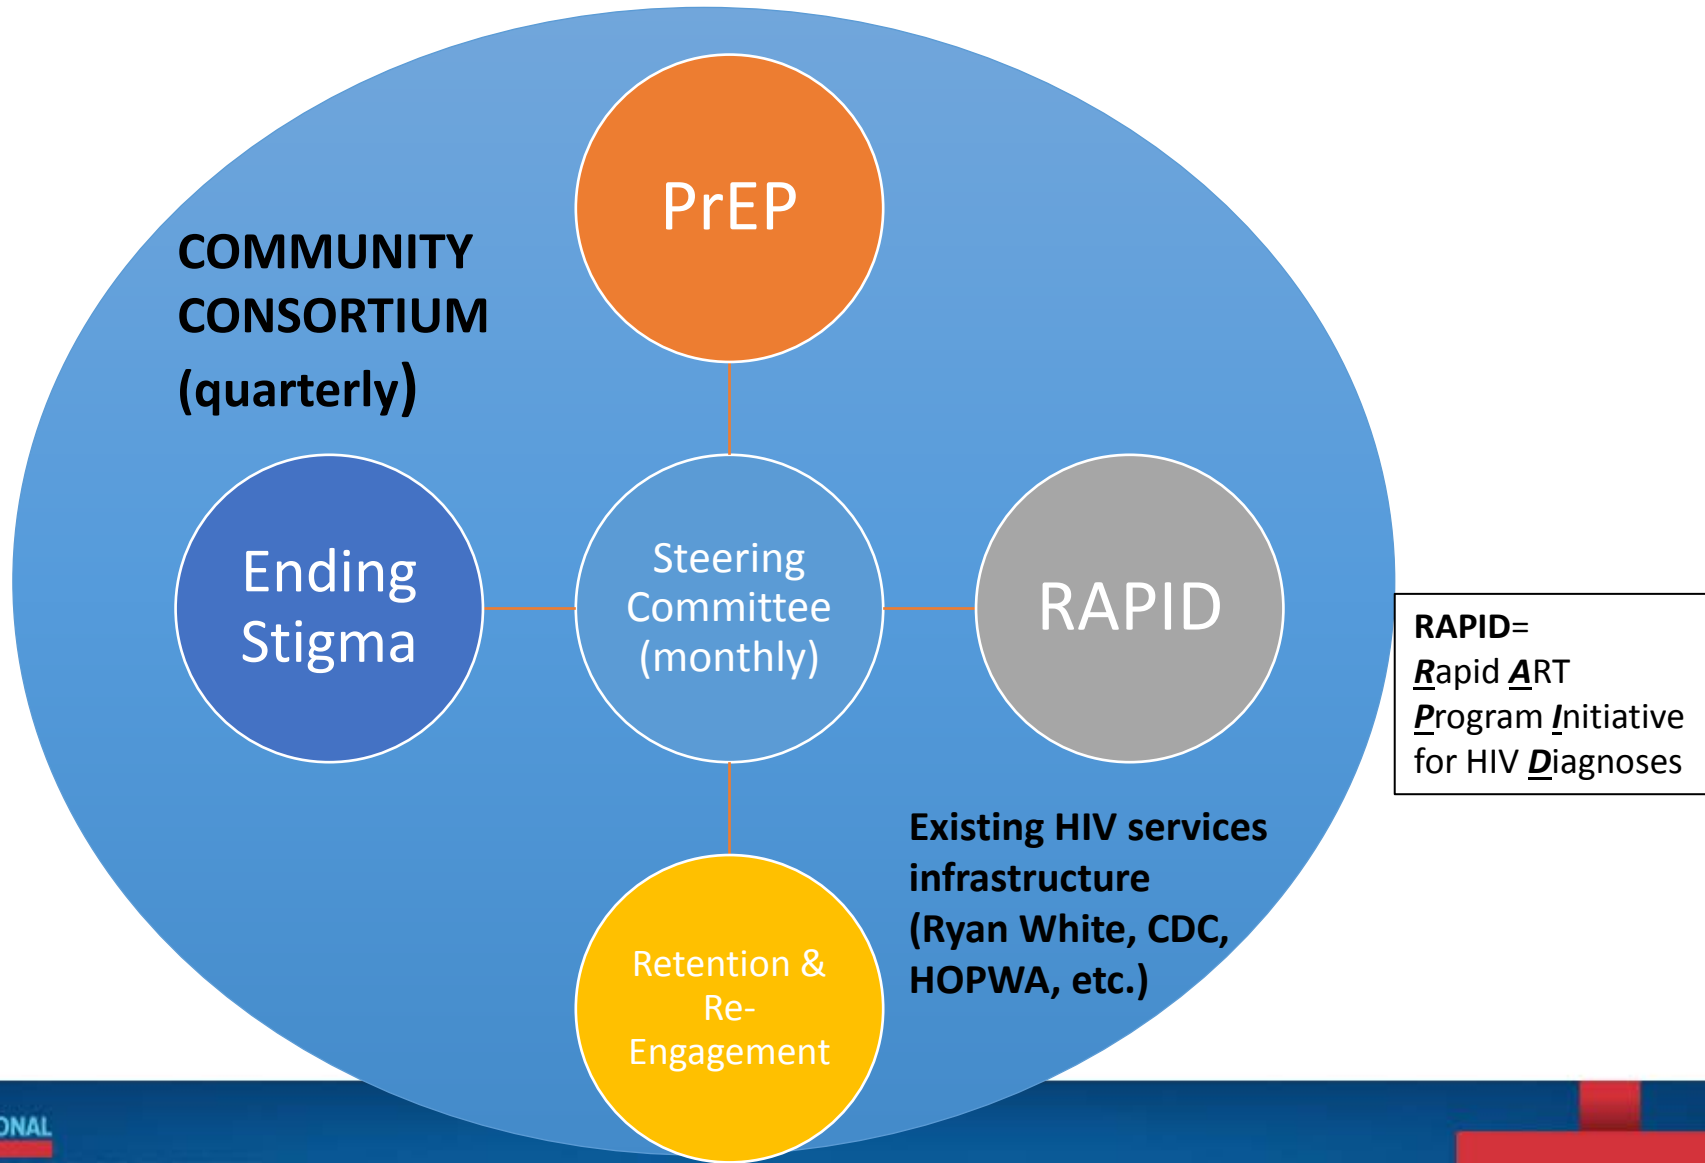 PrEP
COMMUNITY
CONSORTIUM
(quarterly)
Ending
Stigma
Steering
Committee
(monthly)
RAPID
RAPID=
Rapid ART
Program Initiative
for HIV Diagnoses
Existing HIV services
infrastructure
(Ryan White, CDC,
HOPWA, etc.)
Retention &
Re-
Engagement
ONAL